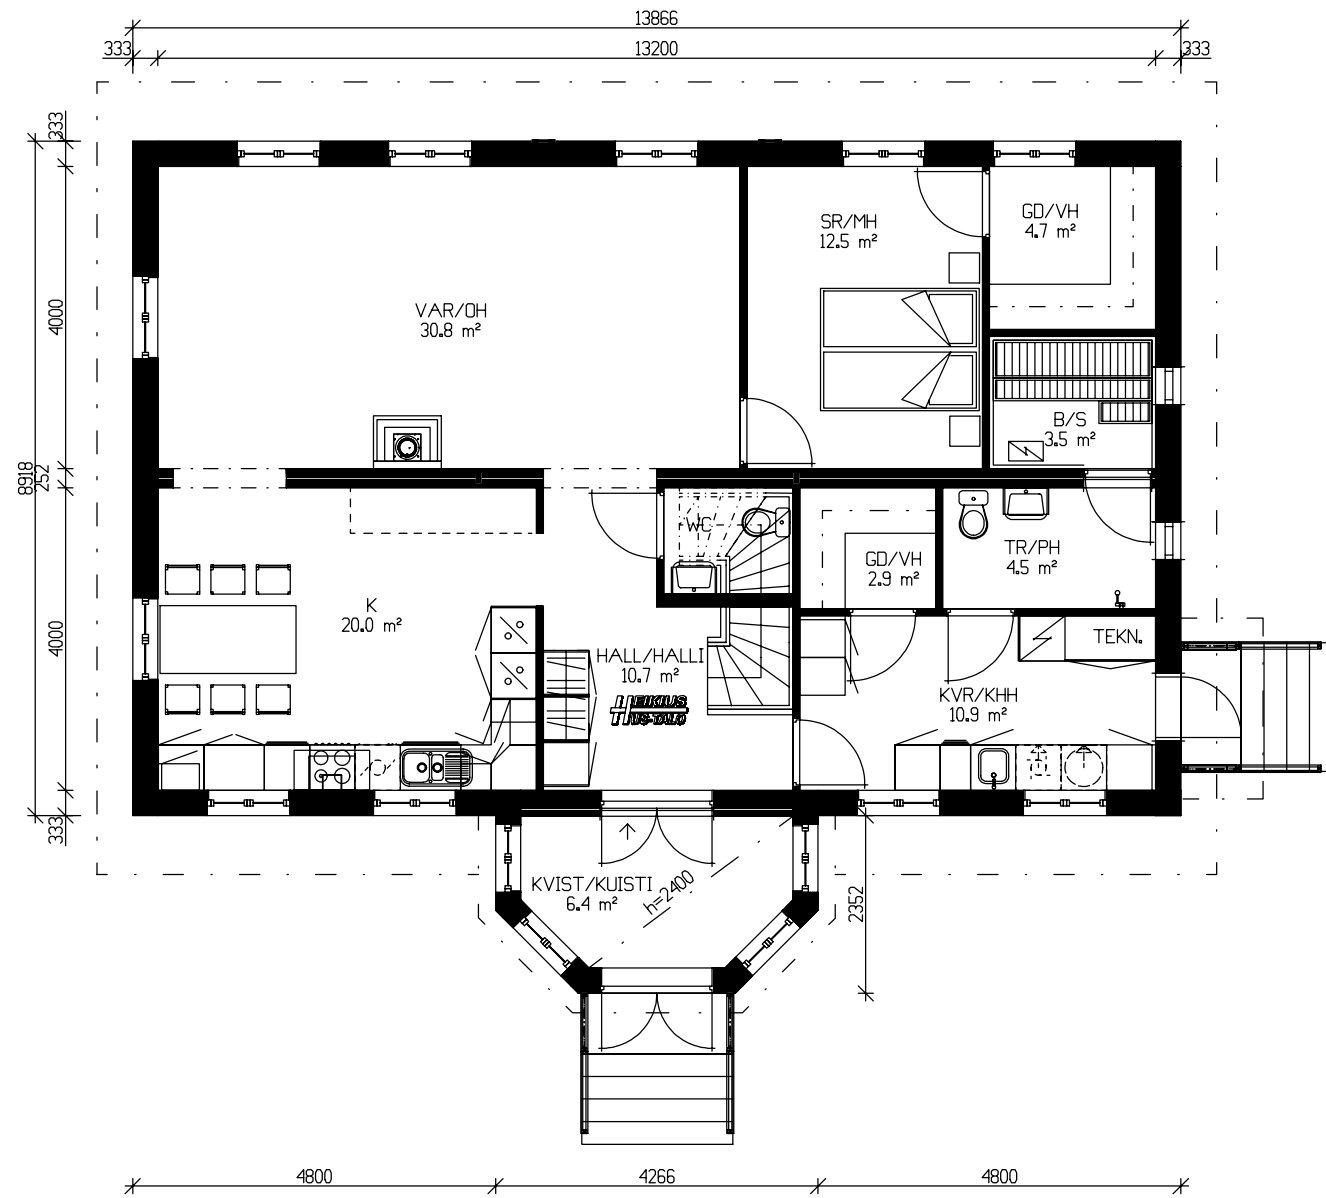 13866
333
13200
333
333
4000
8918
252
4000
333
VAR/OH
30.8 m²
SR/MH
12.5 m²
GD/VH
4.7 m²
B/S
3.5 m²
WC
GD/VH
2.9 m²
TR/PH
4.5 m²
K
20.0 m²
HALL/HALLI
10.7 m²
HEIKIUS
HUS-TALO
TEKN.
KVR/KHH
10.9 m²
KVIST/KUISTI
6.4 m²
h=2400
2352
4800
4266
4800